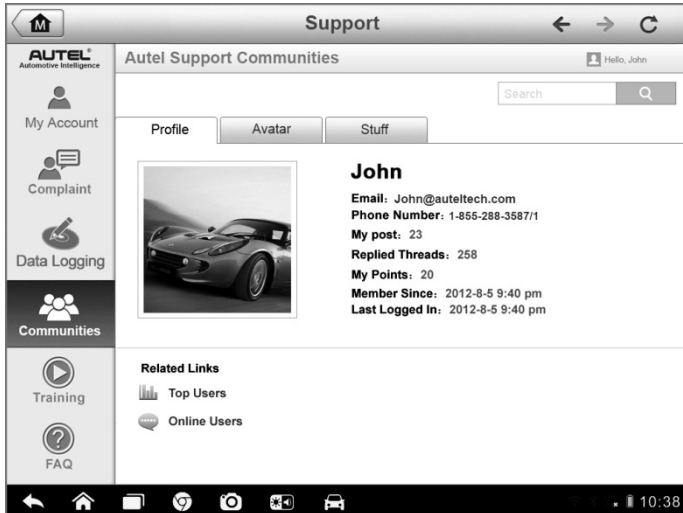 M
Support
AUTEL®
Automotive Intelligence
Autel Support Communities
Hello, John
Search
My Account
Profile
Avatar
Stuff
Complaint
John
Email: John@auteltech.com
Phone Number: 1-855-288-3587/1
My post: 23
Replied Threads: 258
My Points: 20
Member Since: 2012-8-5 9:40 pm
Last Logged In: 2012-8-5 9:40 pm
Data Logging
Communities
Related Links
Top Users
Online Users
Training
FAQ
10:38